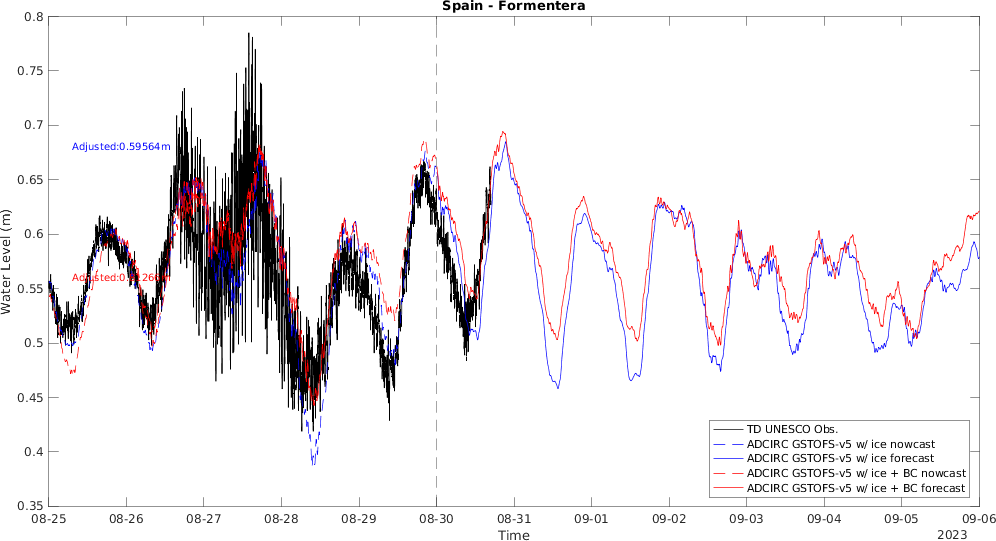 Spain - Formentera
0.8
0.75
0.7
0.65
0.6
0.55
0.5
0.45
0.4
0.35
Water Level (m)
Adjusted:0.59564m
08-25
08-26
08-27
08-28
08-29
08-30
08-31
09-01
09-02
09-03
09-04
09-05
09-06
Time
2023
TD UNESCO Obs.
ADCIRC GSTOFS-v5 w/ ice nowcast
ADCIRC GSTOFS-v5 w/ ice forecast
ADCIRC GSTOFS-v5 w/ ice + BC nowcast
ADCIRC GSTOFS-v5 w/ ice + BC forecast